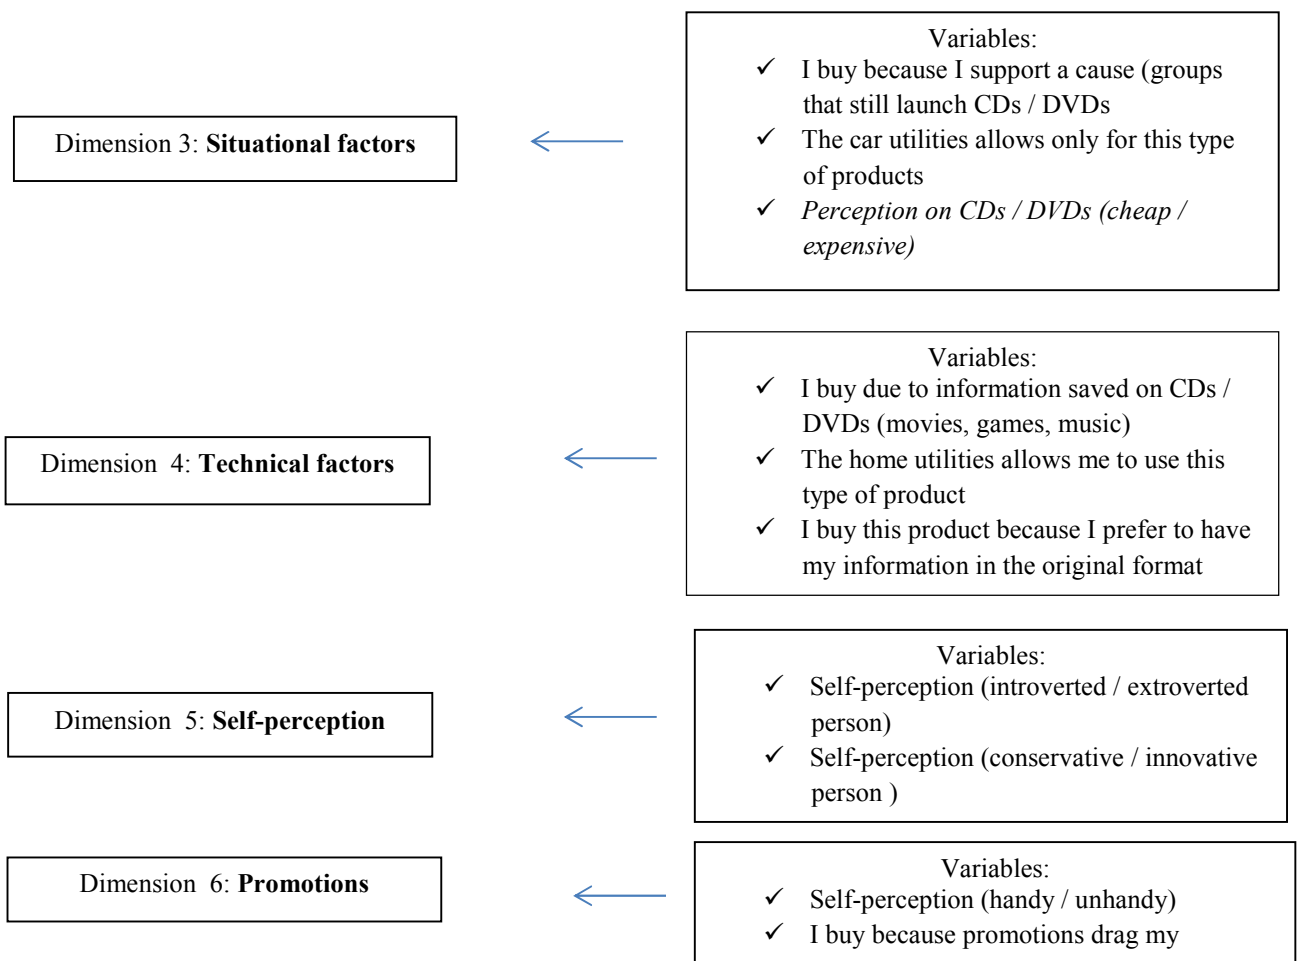 Variables:
✓ I buy because I support a cause (groups
that still launch CDs / DVDs
Dimension 3: Situational factors
✓ The car utilities allows only for this type
of products
✓ Perception on CDs / DVDs (cheap /
expensive)
Variables:
✓ I buy due to information saved on CDs /
DVDs (movies, games, music)
Dimension 4: Technical factors
✓ The home utilities allows me to use this
type of product
✓ I buy this product because I prefer to have
my information in the original format
Variables:
✓ Self-perception (introverted / extroverted
person)
Dimension 5: Self-perception
✓ Self-perception (conservative / innovative
person )
Variables:
Dimension 6: Promotions
✓ Self-perception (handy / unhandy)
✓ I buy because promotions drag my